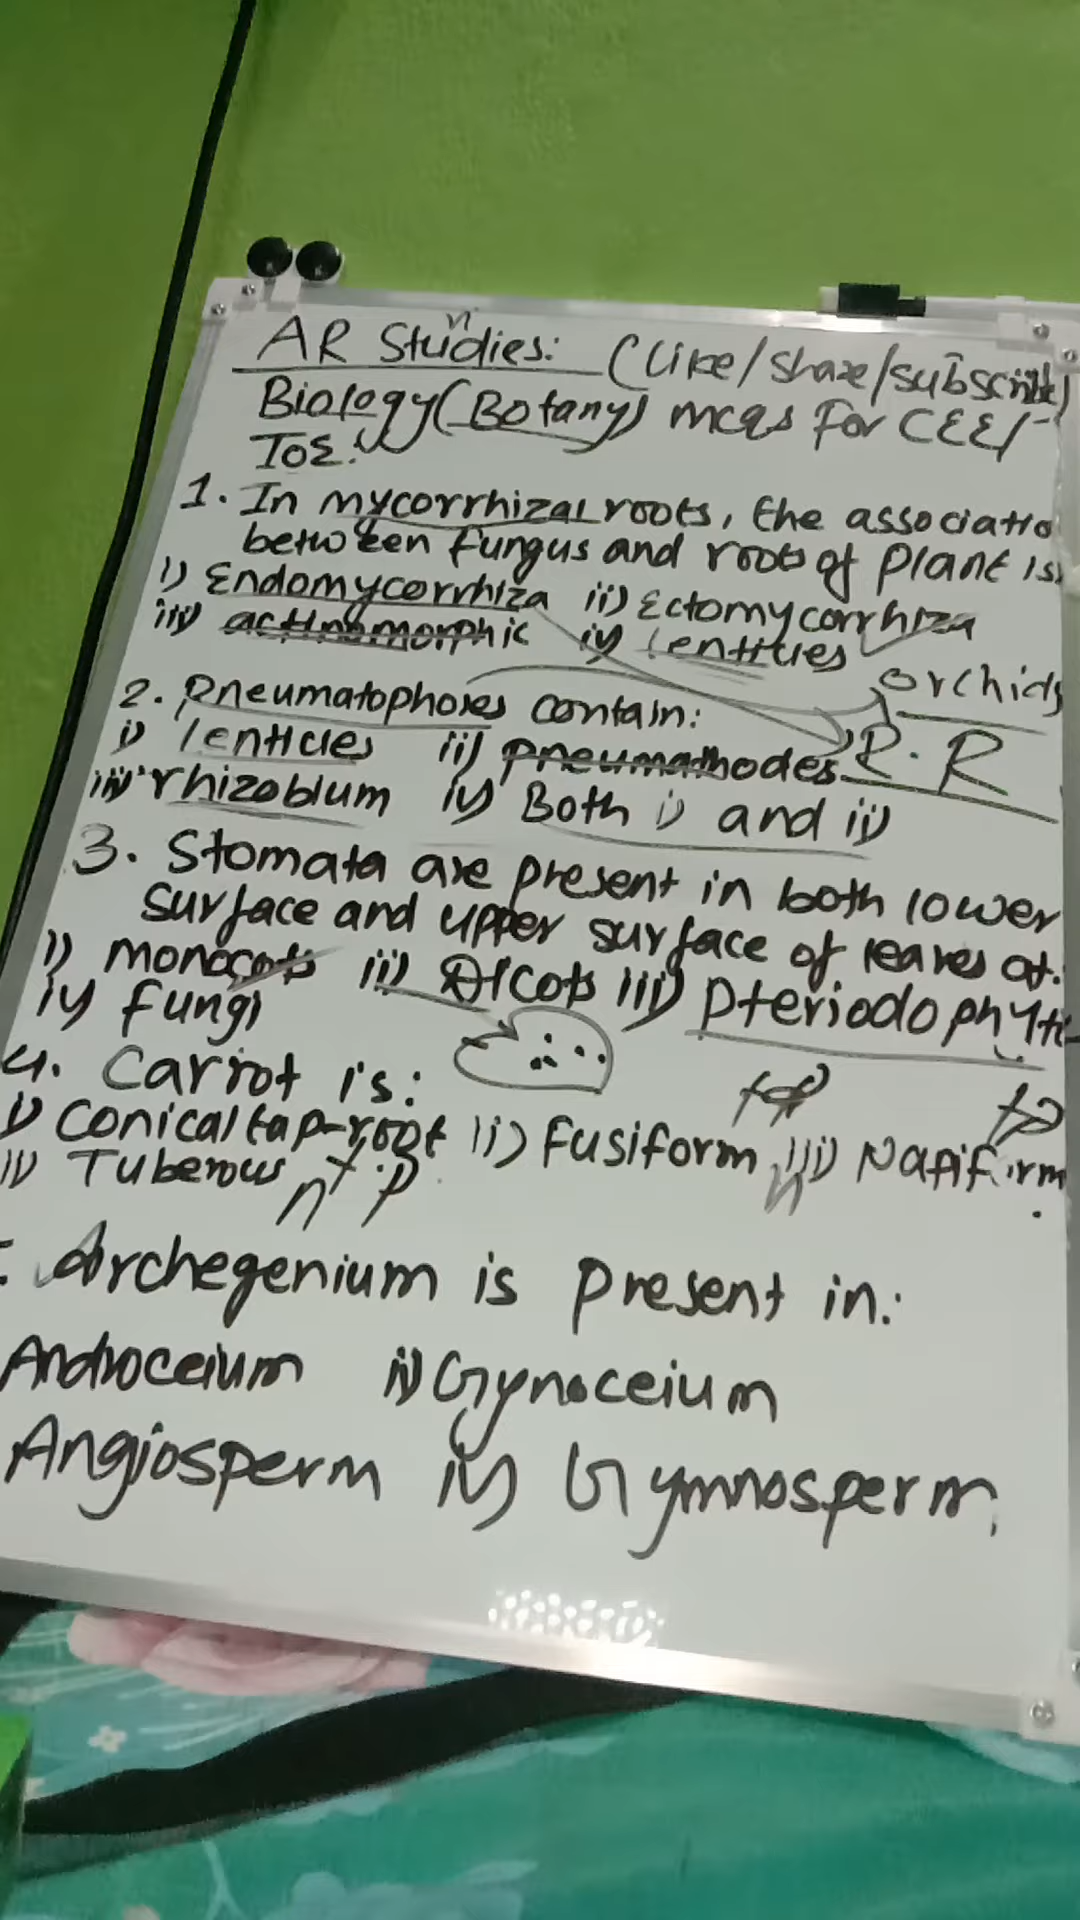 AR Studies: (Like/Share/subscribe)
Biology(Botany) mcqs For CEE/
IOE:
1. In mycorrhizal roots, the associatio
between fungus and roots of plant is:
i) Endomycorrhiza ii) Ectomycorrhiza
iii) actinomorphic iv) lenticles
orchids
2. Pneumatophores contain:
i) lenticles ii) pneumathodes R.R
iii) rhizobium iv) Both i) and ii)
3. Stomata are present in both lower
surface and upper surface of leaves of:
i) monocots ii) Dicots iii) Pteriodophyt
iv) fungi
4. Carrot is:
i) Conical tap-root ii) Fusiform iii) Napiform
iv) Tuberous
Archegenium is present in:
Androceium ii) Gynoceium
Angiosperm iv) Gymnosperm